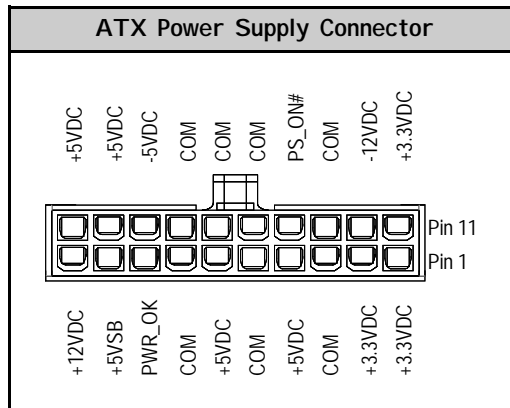 ATX Power Supply Connector
+5VDC
+5VDC
-5VDC
COM
COM
COM
PS_ON#
COM
-12VDC
+3.3VDC
Pin 11
Pin 1
+12VDC
+5VSB
PWR_OK
COM
+5VDC
COM
+5VDC
COM
+3.3VDC
+3.3VDC